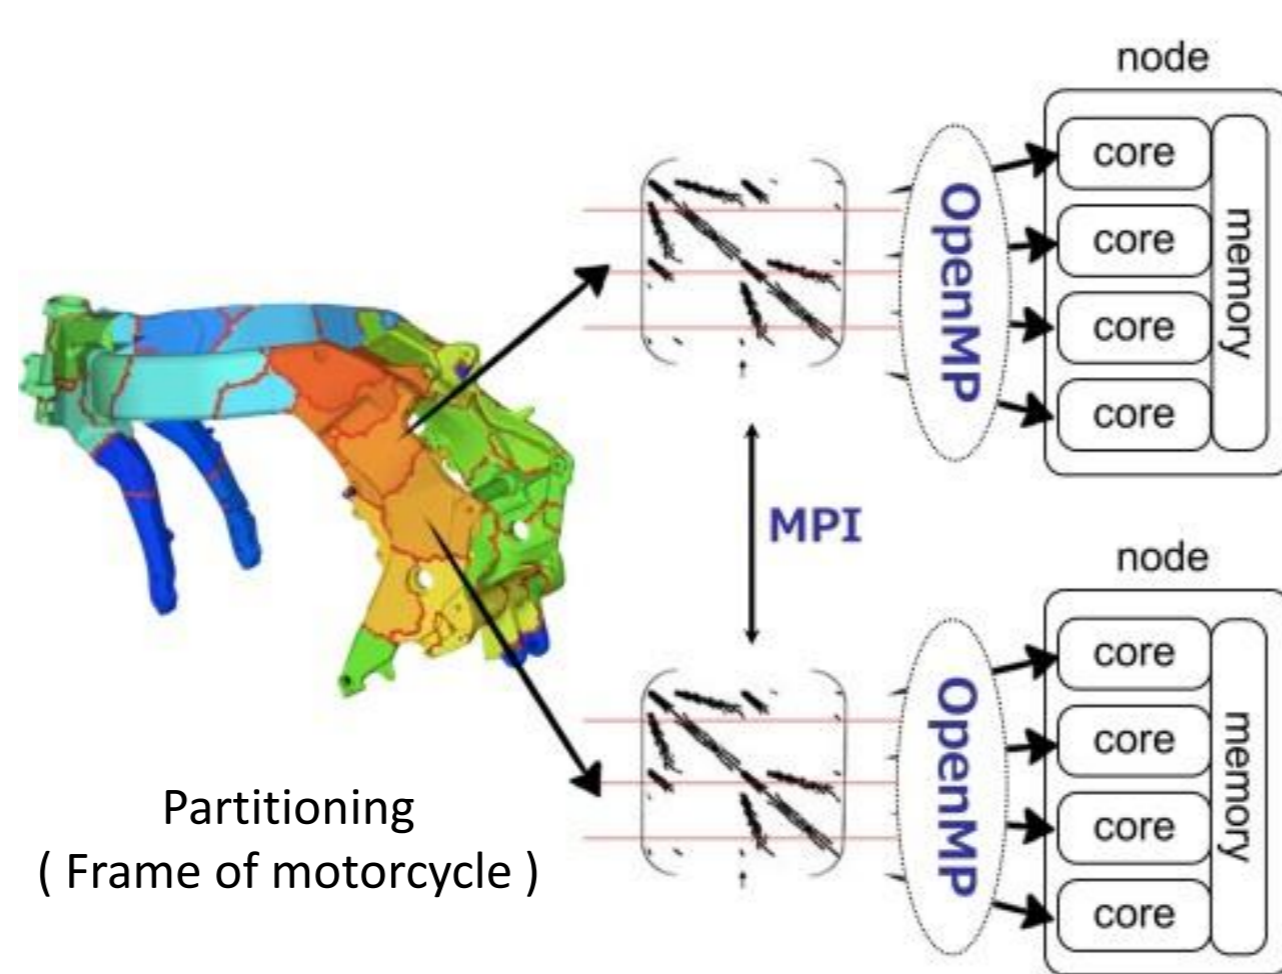 node
core
core
core
core
memory
OpenMP
MPI
node
core
core
core
core
memory
OpenMP
Partitioning
( Frame of motorcycle )